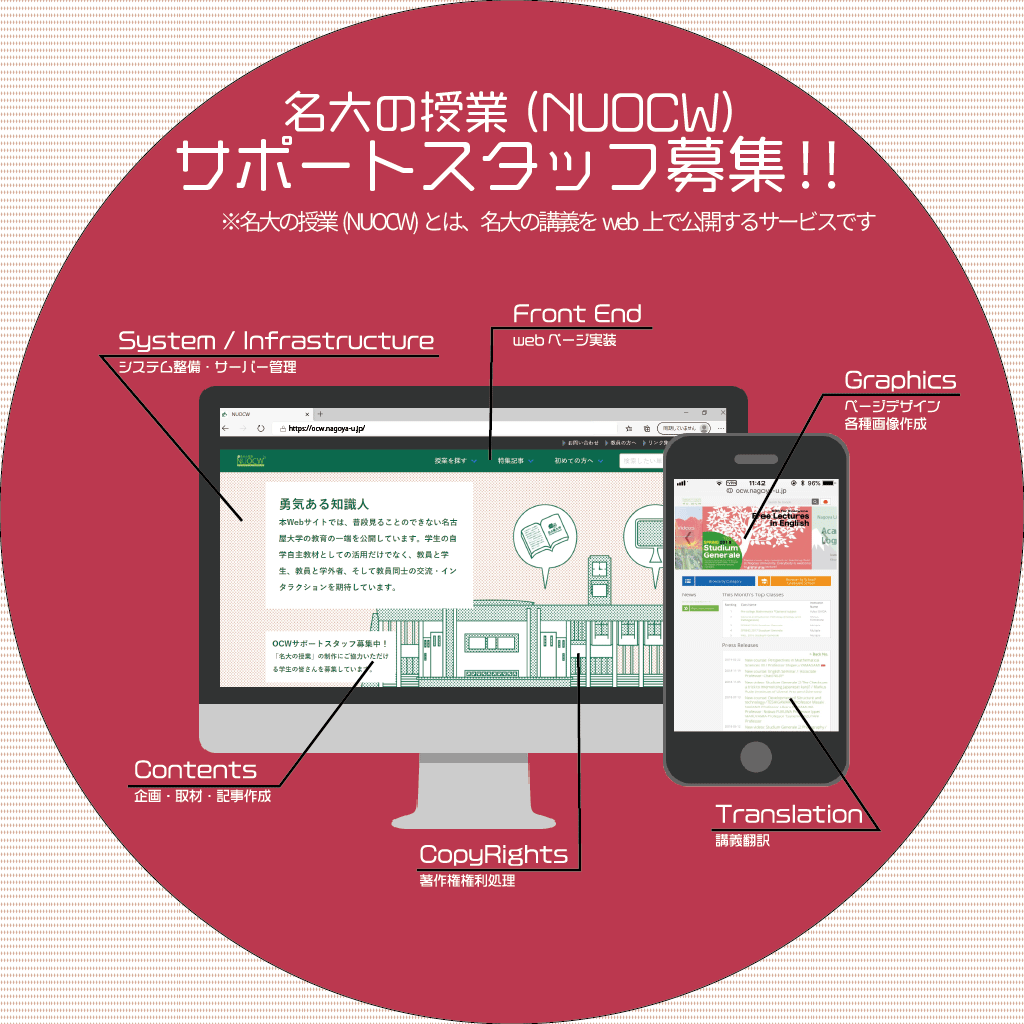 名大の授業 (NUOCW)
サポートスタッフ募集!!
※名大の授業 (NUOCW) とは、名大の講義を web 上で公開するサービスです
Front End
webページ実装
System / Infrastructure
システム整備・サーバー管理
Graphics
ページデザイン
各種画像作成
NUOCW
https://ocw.nagoya-u.jp/
同期していません
お問い合わせ
教員の方へ
NUOCW
授業を探す
特集記事
初めての方へ
勇気ある知識人
本Webサイトでは、普段見ることのできない名古
屋大学の教育の一端を公開しています。学生の自
学自主教材としての活用だけでなく、教員と学
生、教員と学外者、そして教員同士の交流・イン
タラクションを期待しています。
OCWサポートスタッフ募集中！
「名大の授業」の制作にご協力いただけ
る学生の皆さんを募集しています。
11:42
96%
ocw.nagoya-u.jp
Free Lectures
in English
Studium
Generale
News
This Month's Top Classes
Press Releases
Contents
企画・取材・記事作成
Translation
講義翻訳
CopyRights
著作権権利処理